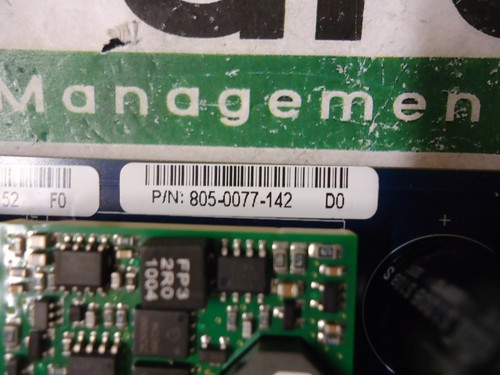 Managemen
52 F0
P/N: 805-0077-142 D0
FP3
2R0
1004